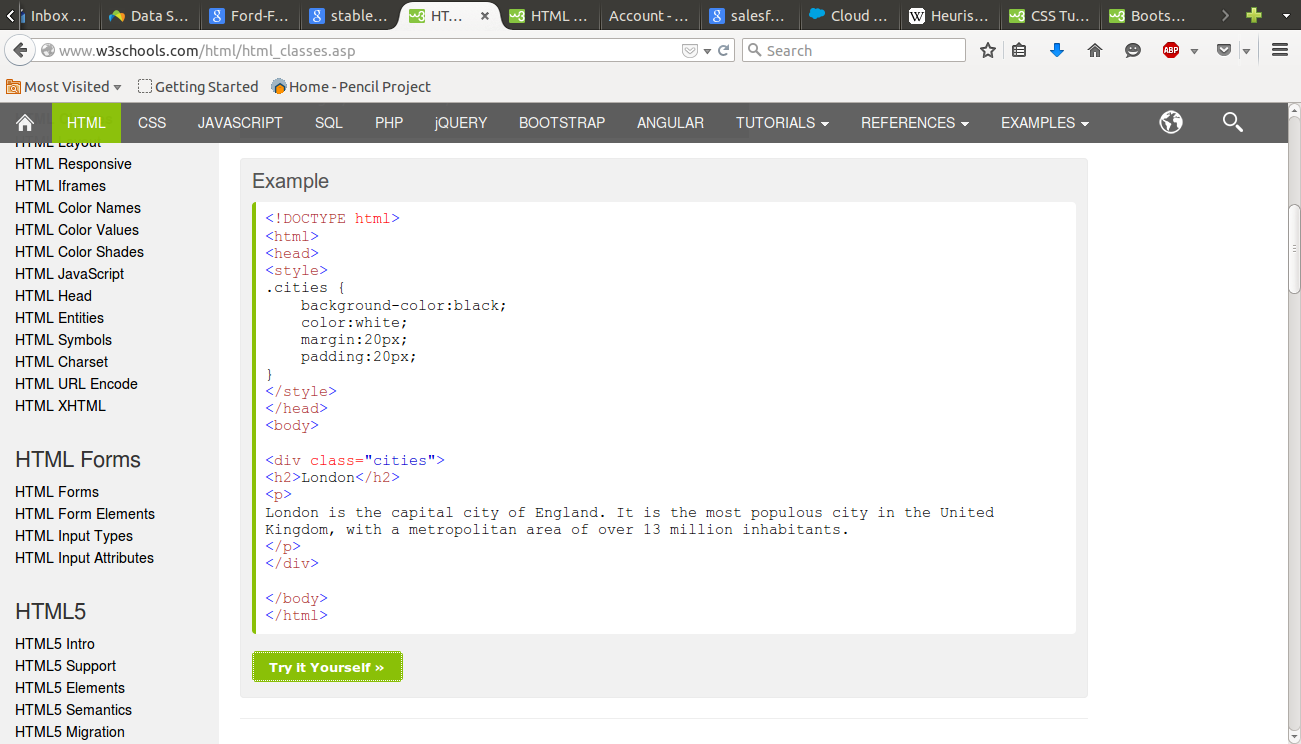 Inbox ...
Data S...
Ford-F...
stable...
HT...
HTML ...
Account - ...
salesf...
Cloud ...
Heuris...
CSS Tu...
Boots...
www.w3schools.com/html/html_classes.asp
Search
ABP
Most Visited
Getting Started
Home - Pencil Project
HTML
CSS
JAVASCRIPT
SQL
PHP
jQUERY
BOOTSTRAP
ANGULAR
TUTORIALS
REFERENCES
EXAMPLES
HTML Layout
HTML Responsive
HTML Iframes
HTML Color Names
HTML Color Values
HTML Color Shades
HTML JavaScript
HTML Head
HTML Entities
HTML Symbols
HTML Charset
HTML URL Encode
HTML XHTML
HTML Forms
HTML Forms
HTML Form Elements
HTML Input Types
HTML Input Attributes
HTML5
HTML5 Intro
HTML5 Support
HTML5 Elements
HTML5 Semantics
HTML5 Migration
Example
<!DOCTYPE html>
<html>
<head>
<style>
.cities {
    background-color:black;
    color:white;
    margin:20px;
    padding:20px;
}
</style>
</head>
<body>
<div class="cities">
<h2>London</h2>
<p>
London is the capital city of England. It is the most populous city in the United
Kingdom, with a metropolitan area of over 13 million inhabitants.
</p>
</div>
</body>
</html>
Try it Yourself »